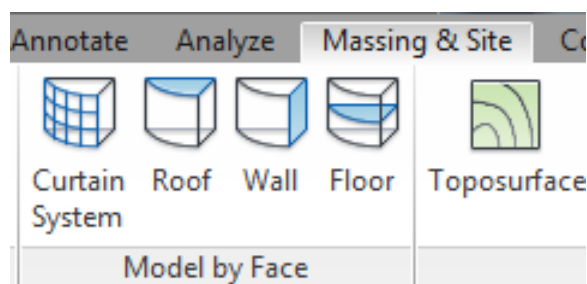 Annotate Analyze Massing & Site
Curtain System Roof Wall Floor Toposurface
Model by Face